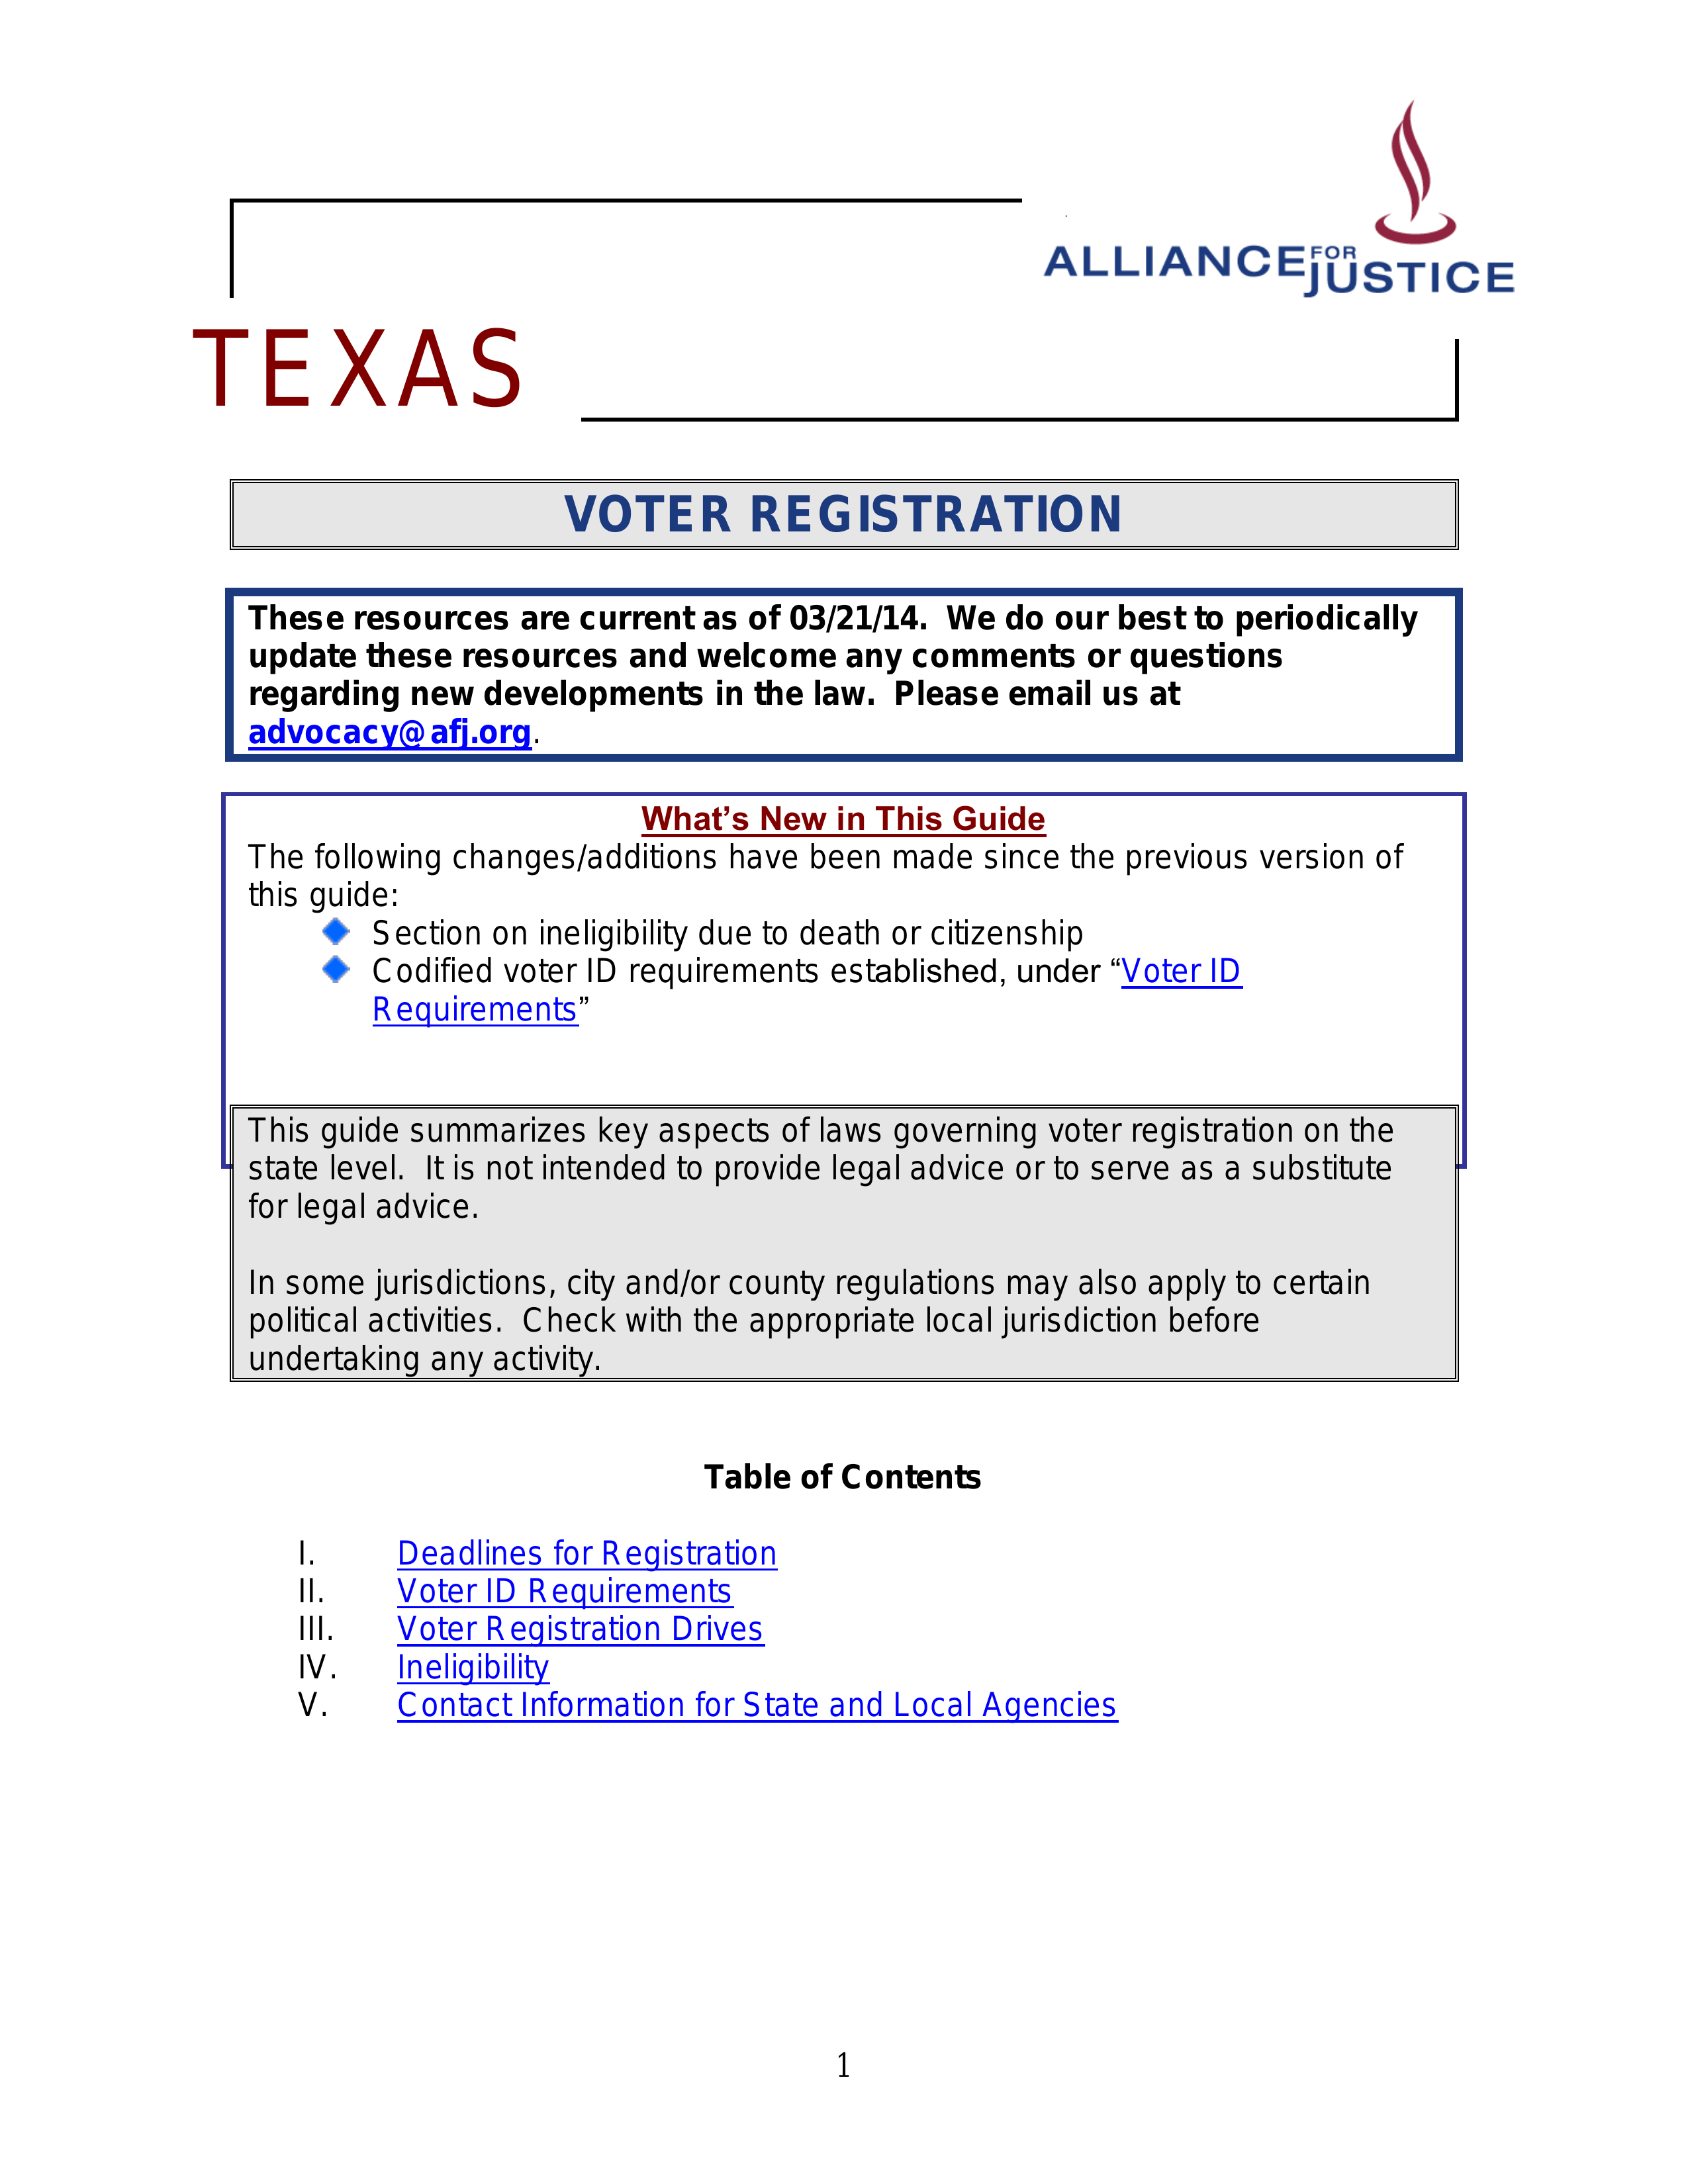 ALLIANCE FOR JUSTICE
TEXAS
VOTER REGISTRATION
These resources are current as of 03/21/14. We do our best to periodically
update these resources and welcome any comments or questions
regarding new developments in the law. Please email us at
advocacy@afj.org.
What’s New in This Guide
The following changes/additions have been made since the previous version of
this guide:
Section on ineligibility due to death or citizenship
Codified voter ID requirements established, under “Voter ID
Requirements”
This guide summarizes key aspects of laws governing voter registration on the
state level. It is not intended to provide legal advice or to serve as a substitute
for legal advice.
In some jurisdictions, city and/or county regulations may also apply to certain
political activities. Check with the appropriate local jurisdiction before
undertaking any activity.
Table of Contents
I. Deadlines for Registration
II. Voter ID Requirements
III. Voter Registration Drives
IV. Ineligibility
V. Contact Information for State and Local Agencies
1